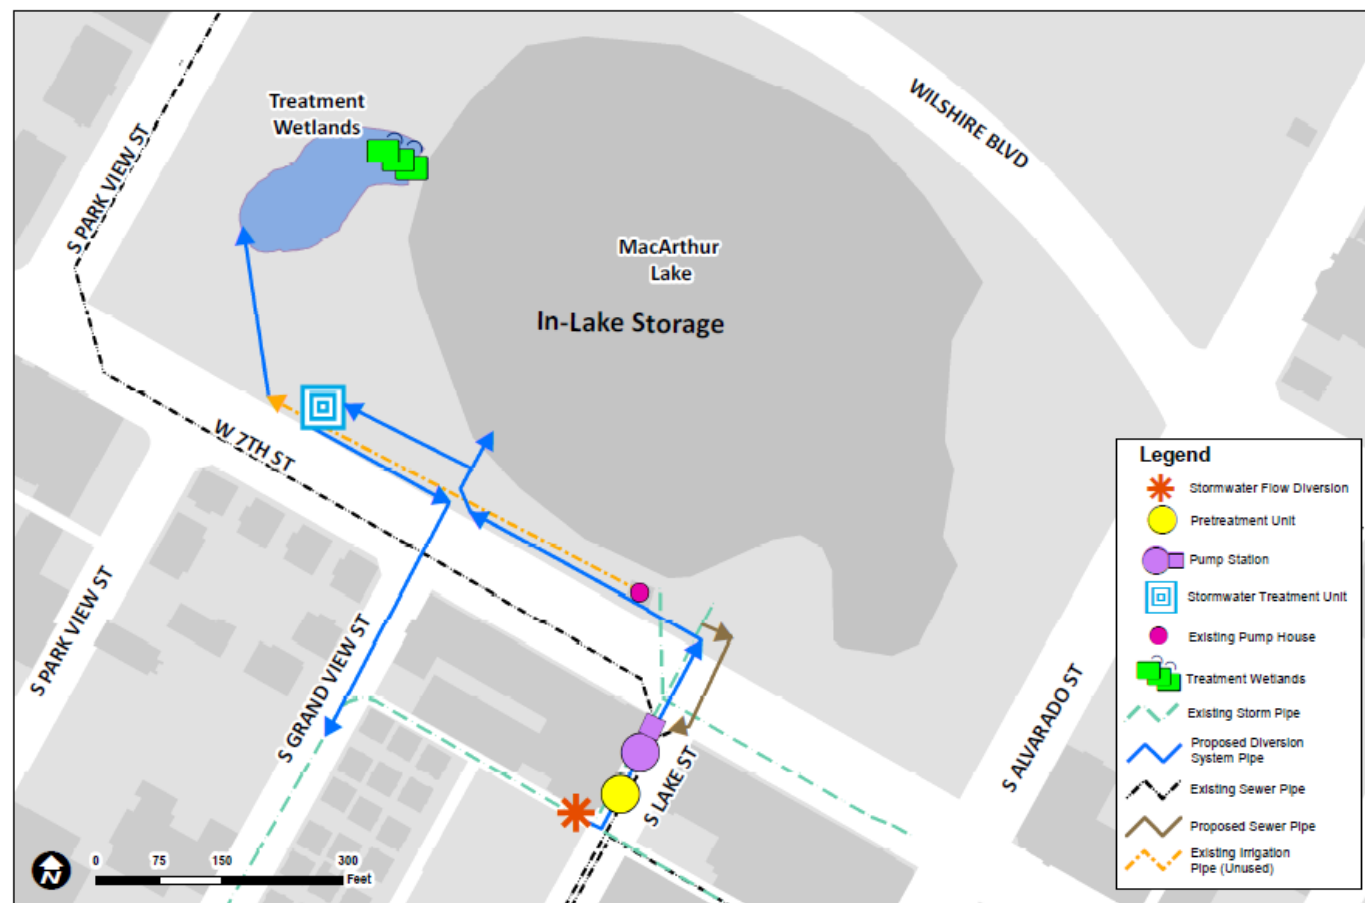 Treatment
Wetlands
WILSHIRE BLVD
S PARK VIEW ST
MacArthur
Lake
In-Lake Storage
W 7TH ST
S PARK VIEW ST
S GRAND VIEW ST
S LAKE ST
S ALVARADO ST
Legend
Stormwater Flow Diversion
Pretreatment Unit
Pump Station
Stormwater Treatment Unit
Existing Pump House
Treatment Wetlands
Existing Storm Pipe
Proposed Diversion
System Pipe
Existing Sewer Pipe
Proposed Sewer Pipe
Existing Irrigation
Pipe (Unused)
N
0 75 150 300
Feet